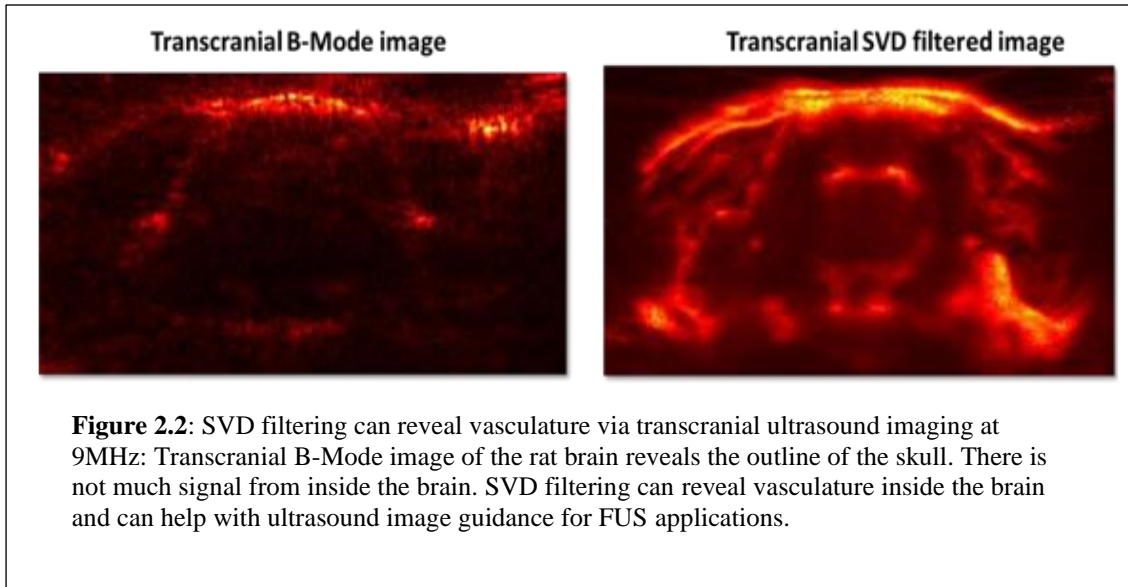 Transcranial B-Mode image
Transcranial SVD filtered image
Figure 2.2: SVD filtering can reveal vasculature via transcranial ultrasound imaging at
9MHz: Transcranial B-Mode image of the rat brain reveals the outline of the skull. There is
not much signal from inside the brain. SVD filtering can reveal vasculature inside the brain
and can help with ultrasound image guidance for FUS applications.